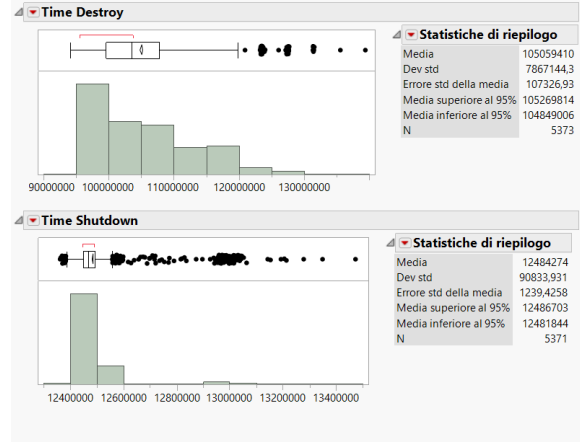 Time Destroy
Statistiche di riepilogo
Media 105059410
Dev std 7867144,3
Errore std della media 107326,93
Media superiore al 95% 105269814
Media inferiore al 95% 104849006
N 5373
90000000 100000000 110000000 120000000 130000000
Time Shutdown
Statistiche di riepilogo
Media 12484274
Dev std 90833,931
Errore std della media 1239,4258
Media superiore al 95% 12486703
Media inferiore al 95% 12481844
N 5371
12400000 12600000 12800000 13000000 13200000 13400000